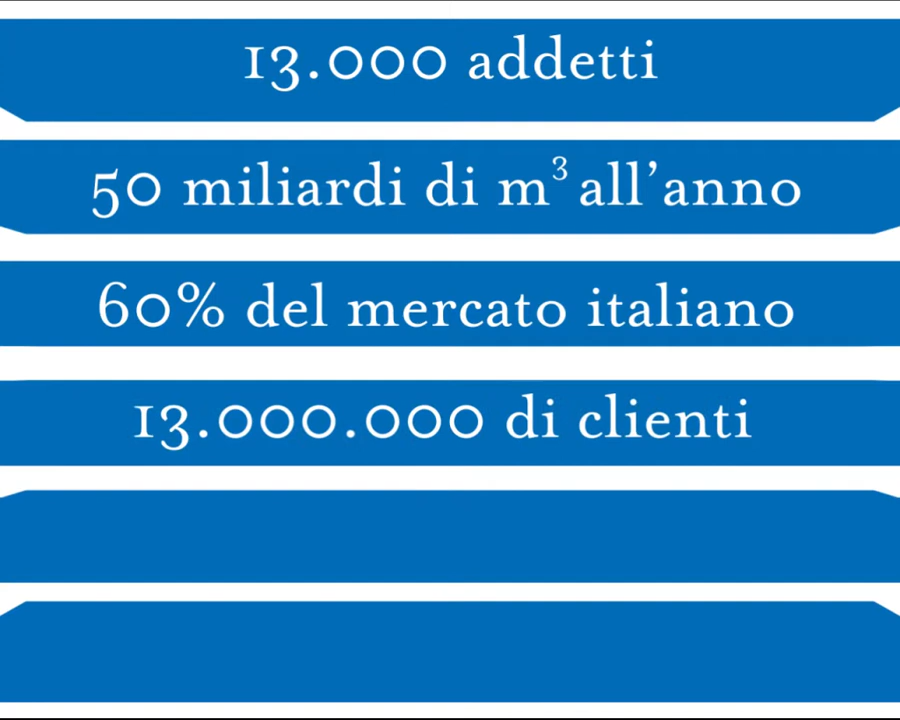 13.000 addetti
50 miliardi di m³ all’anno
60% del mercato italiano
13.000.000 di clienti